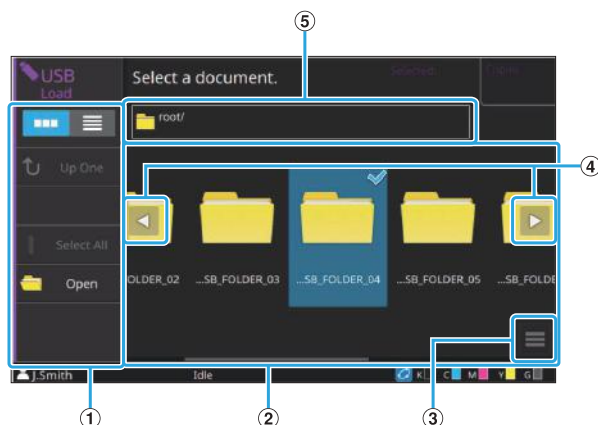 5
USB
Load
Select a document.
Selected:
root/
Up One
4
OLDER_02
...SB_FOLDER_03
...SB_FOLDER_04
...SB_FOLDER_05
...SB_FOLDE
Select All
Open
J.Smith
Idle
K C M Y G
1
2
3